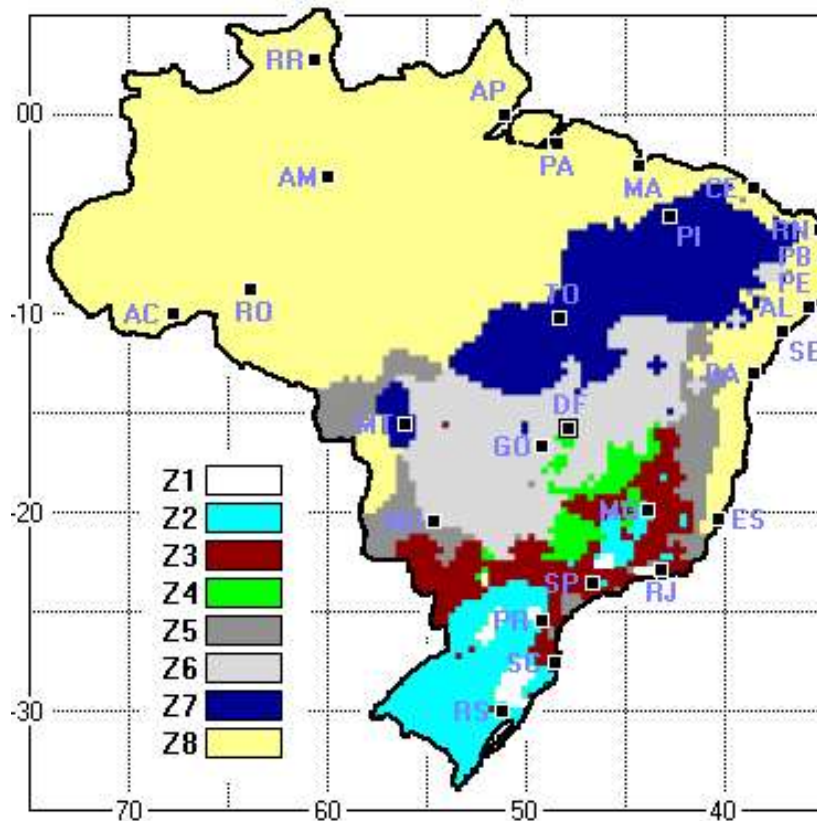 RR
AP
00
AM
PA
MA
CE
RN
PI
PB
PE
TO
-10
AC
RO
AL
SE
BA
DF
MT
GO
Z1
Z2
MG
-20
ES
Z3
Z4
SP
RJ
Z5
PR
Z6
SC
Z7
-30
RS
Z8
70
60
50
40